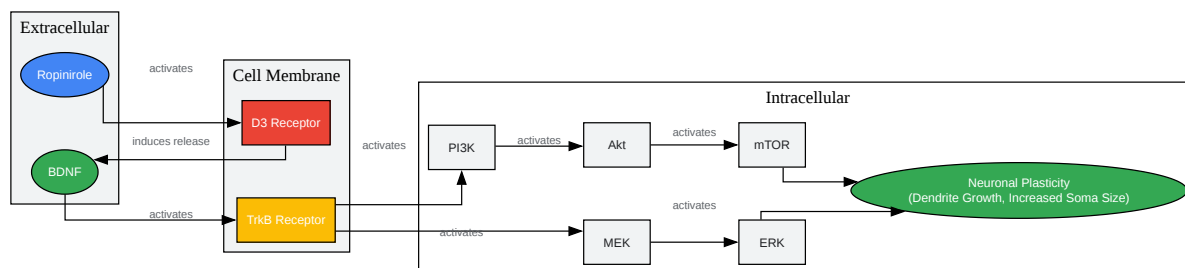 Extracellular
Ropinirole
BDNF
activates
induces release
activates
Cell Membrane
D3 Receptor
TrkB Receptor
activates
activates
Intracellular
PI3K
activates
Akt
activates
mTOR
MEK
activates
ERK
Neuronal Plasticity
(Dendrite Growth, Increased Soma Size)